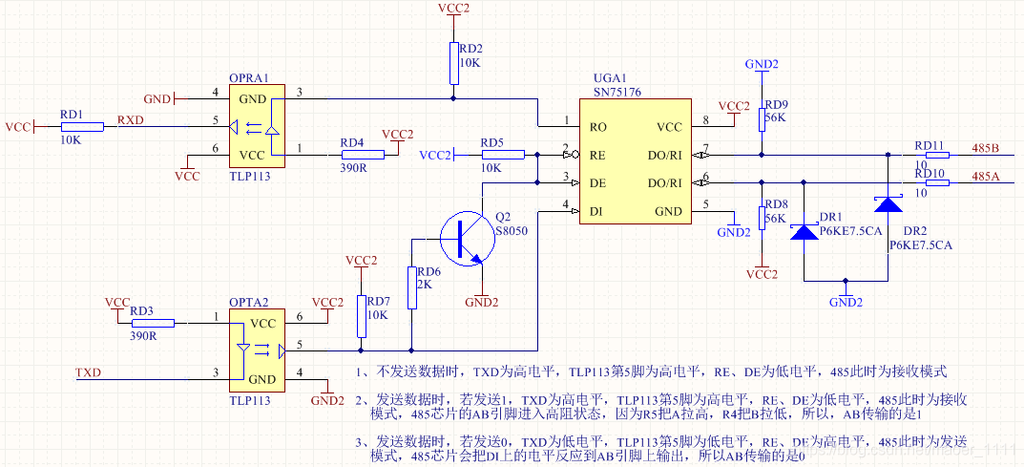 VCC2
RD2
10K
OPRA1
GND
4
GND
3
RD1
VCC
RXD
5
10K
6
VCC
1
VCC
TLP113
RD4
390R
VCC2
VCC2
RD5
10K
UGA1
SN75176
1
RO
VCC
8
VCC2
2
RE
DO/RI
7
3
DE
DO/RI
6
4
DI
GND
5
GND2
GND2
RD9
56K
RD8
56K
VCC2
RD11
10
485B
RD10
10
485A
DR1
P6KE7.5CA
DR2
P6KE7.5CA
GND2
Q2
S8050
GND2
RD6
2K
VCC2
RD7
10K
VCC
RD3
390R
OPTA2
1
VCC
6
VCC2
5
TXD
3
GND
4
GND2
TLP113
1、不发送数据时，TXD为高电平，TLP113第5脚为高电平，RE、DE为低电平，485此时为接收模式
2、发送数据时，若发送1，TXD为高电平，TLP113第5脚为高电平，RE、DE为低电平，485此时为接收
模式，485芯片的AB引脚进入高阻状态，因为R5把A拉高，R4把B拉低，所以，AB传输的是1
3、发送数据时，若发送0，TXD为低电平，TLP113第5脚为低电平，RE、DE为高电平，485此时为发送
模式，485芯片会把DI上的电平反应到AB引脚上输出，所以AB传输的是0